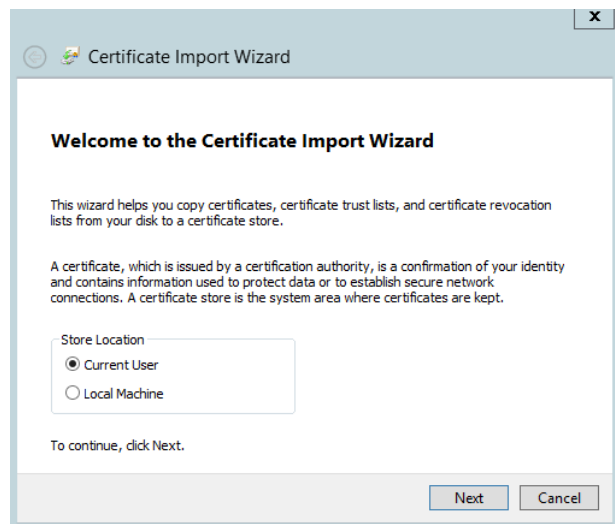 x
Certificate Import Wizard
Welcome to the Certificate Import Wizard
This wizard helps you copy certificates, certificate trust lists, and certificate revocation
lists from your disk to a certificate store.
A certificate, which is issued by a certification authority, is a confirmation of your identity
and contains information used to protect data or to establish secure network
connections. A certificate store is the system area where certificates are kept.
Store Location
Current User
Local Machine
To continue, click Next.
Next Cancel